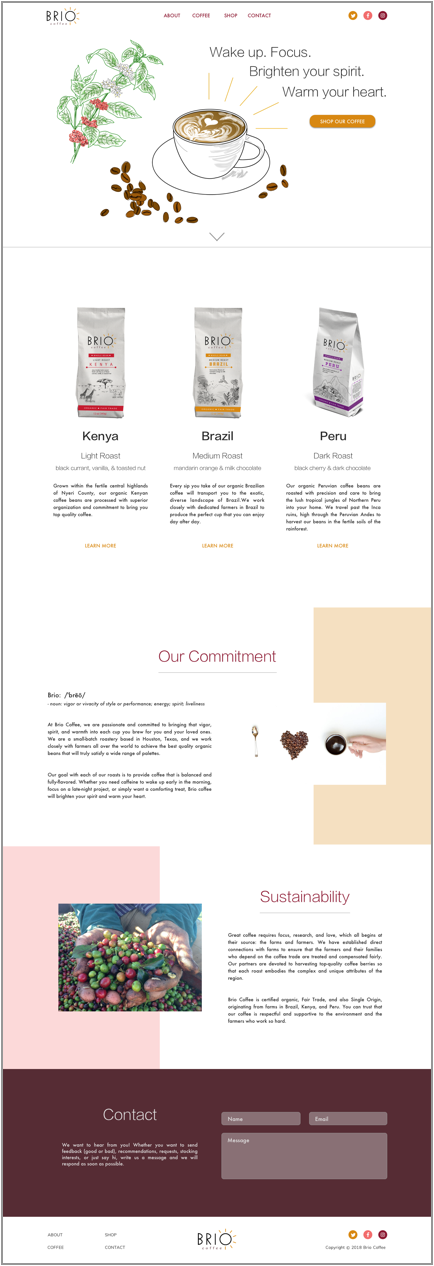 BRIO
coffee
ABOUT COFFEE SHOP CONTACT
Wake up. Focus.
Brighten your spirit.
Warm your heart.
SHOP OUR COFFEE
BRIO
coffee
KENYA
BRIO
coffee
BRAZIL
BRIO
coffee
PERU
Kenya
Light Roast
black currant, vanilla, & toasted nut
Grown within the fertile central highlands
of Nyeri County, our organic Kenyan
coffee beans are processed with superior
organization and commitment to bring you
top quality coffee.
LEARN MORE
Brazil
Medium Roast
mandarin orange & milk chocolate
Every sip you take of our organic Brazilian
coffee will transport you to the exotic,
diverse landscape of Brazil.We work
closely with dedicated farmers in Brazil to
produce the perfect cup that you can enjoy
day after day.
LEARN MORE
Peru
Dark Roast
black cherry & dark chocolate
Our organic Peruvian coffee beans are
roasted with precision and care to bring
the lush tropical jungles of Northern Peru
into your home. We travel past the Inca
ruins, high through the Peruvian Andes to
harvest our beans in the fertile soils of the
rainforest.
LEARN MORE
Our Commitment
Brio: /'brēō/
- noun: vigor or vivacity of style or performance; energy; spirit; liveliness
At Brio Coffee, we are passionate and committed to bringing that vigor,
spirit, and warmth into each cup you brew for you and your loved ones.
We are a small-batch roastery based in Houston, Texas, and we work
closely with farmers all over the world to achieve the best quality organic
beans that will truly satisfy a wide range of palettes.
Our goal with each of our roasts is to provide coffee that is balanced and
fully-flavored. Whether you need caffeine to wake up early in the morning,
focus on a late-night project, or simply want a comforting treat, Brio coffee
will brighten your spirit and warm your heart.
Sustainability
Great coffee requires focus, research, and love, which all begins at
their source: the farms and farmers. We have established direct
connections with farms to ensure that the farmers and their families
who depend on the coffee trade are treated and compensated fairly.
Our partners are devoted to harvesting top-quality coffee berries so
that each roast embodies the complex and unique attributes of the
region.
Brio Coffee is certified organic, Fair Trade, and also Single Origin,
originating from farms in Brazil, Kenya, and Peru. You can trust that
our coffee is respectful and supportive to the environment and the
farmers who work so hard.
Contact
We want to hear from you! Whether you want to send
feedback (good or bad), recommendations, requests, stocking
interests, or just say hi, write us a message and we will
respond as soon as possible.
Name
Email
Message
ABOUT SHOP
COFFEE CONTACT
BRIO
coffee
Copyright © 2018 Brio Coffee